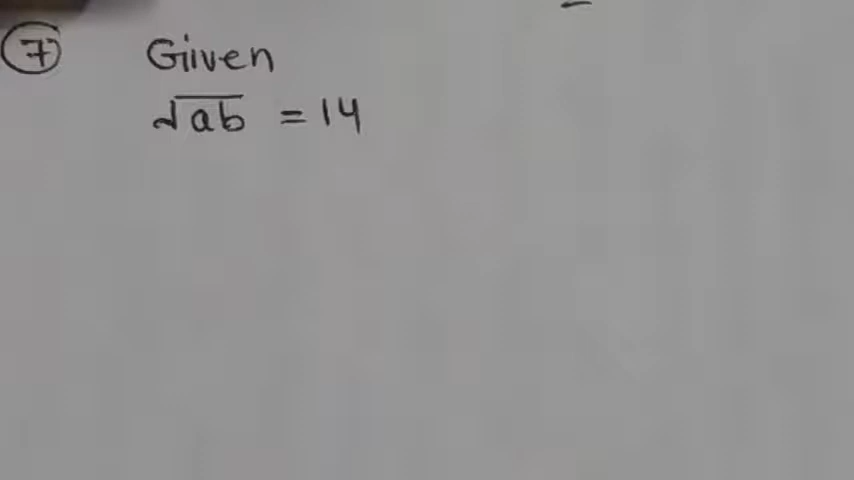 7 Given
√ab = 14